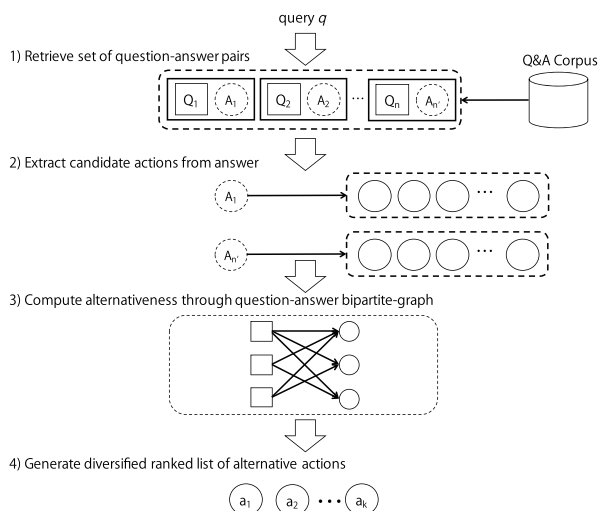 query q
1) Retrieve set of question-answer pairs
Q&A Corpus
Q1 A1 Q2 A2 ... Qn An'
2) Extract candidate actions from answer
A1 ...
An' ...
3) Compute alternativeness through question-answer bipartite-graph
4) Generate diversified ranked list of alternative actions
a1 a2 ... ak